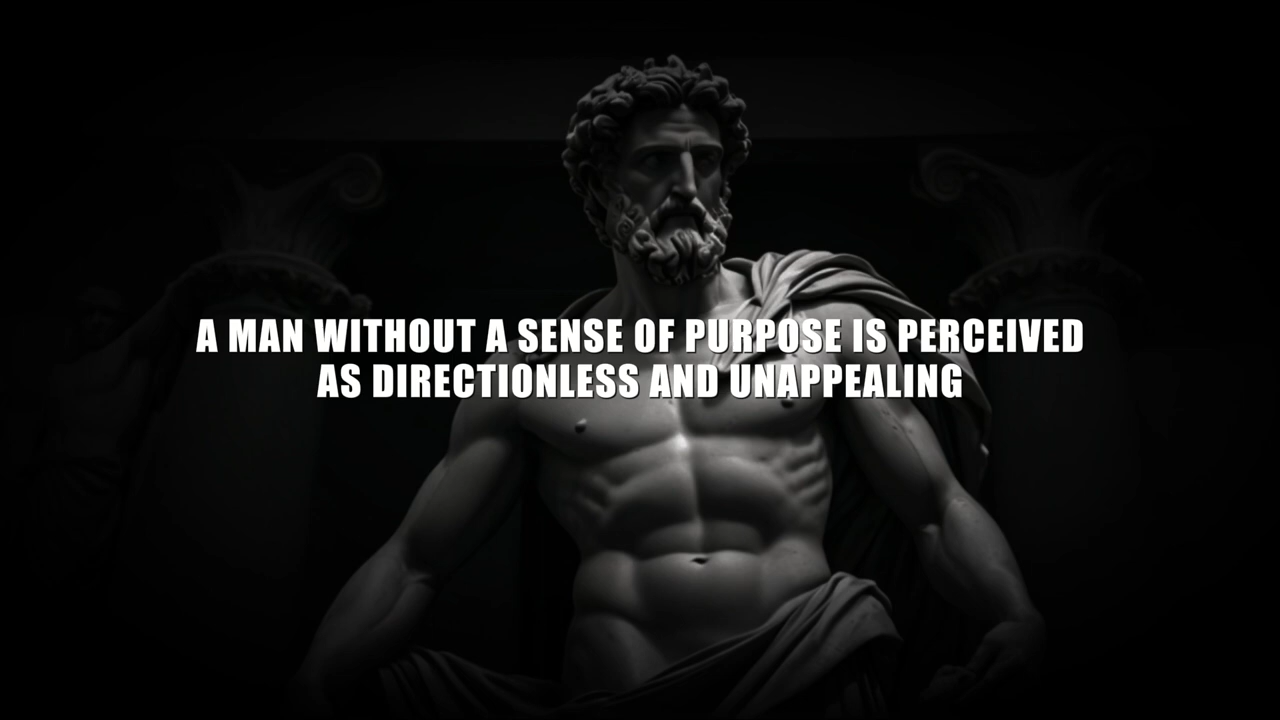 A MAN WITHOUT A SENSE OF PURPOSE IS PERCEIVED
AS DIRECTIONLESS AND UNAPPEALING